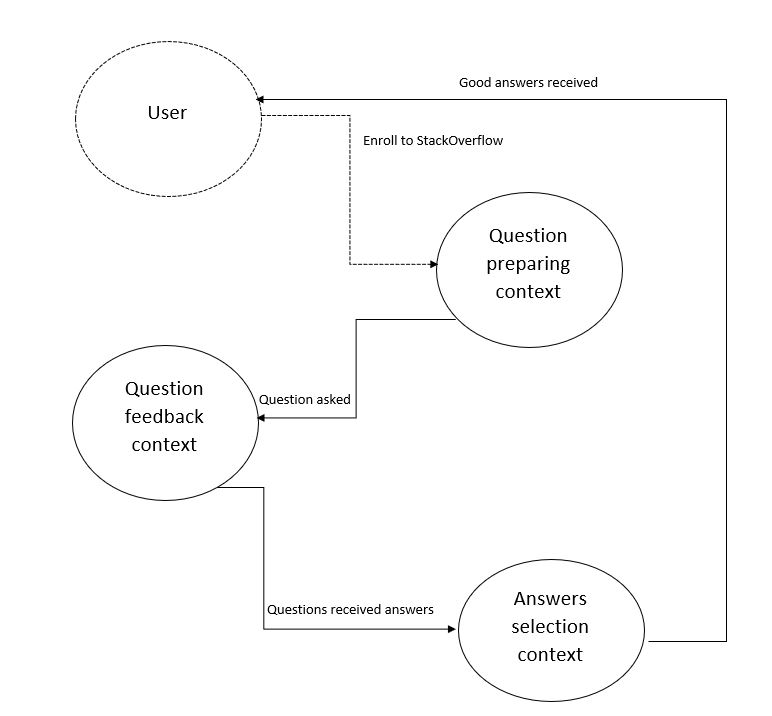 Good answers received
User
Enroll to StackOverflow
Question
preparing
context
Question
feedback
context
Question asked
Questions received answers
Answers
selection
context